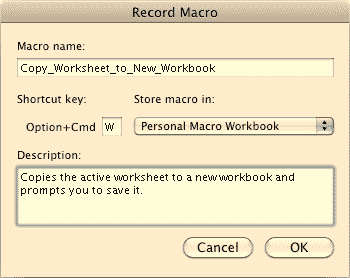 Record Macro
Macro name:
Copy_Worksheet_to_New_Workbook
Shortcut key:
Store macro in:
Option+Cmd W
Personal Macro Workbook
Description:
Copies the active worksheet to a new workbook and
prompts you to save it.
Cancel
OK